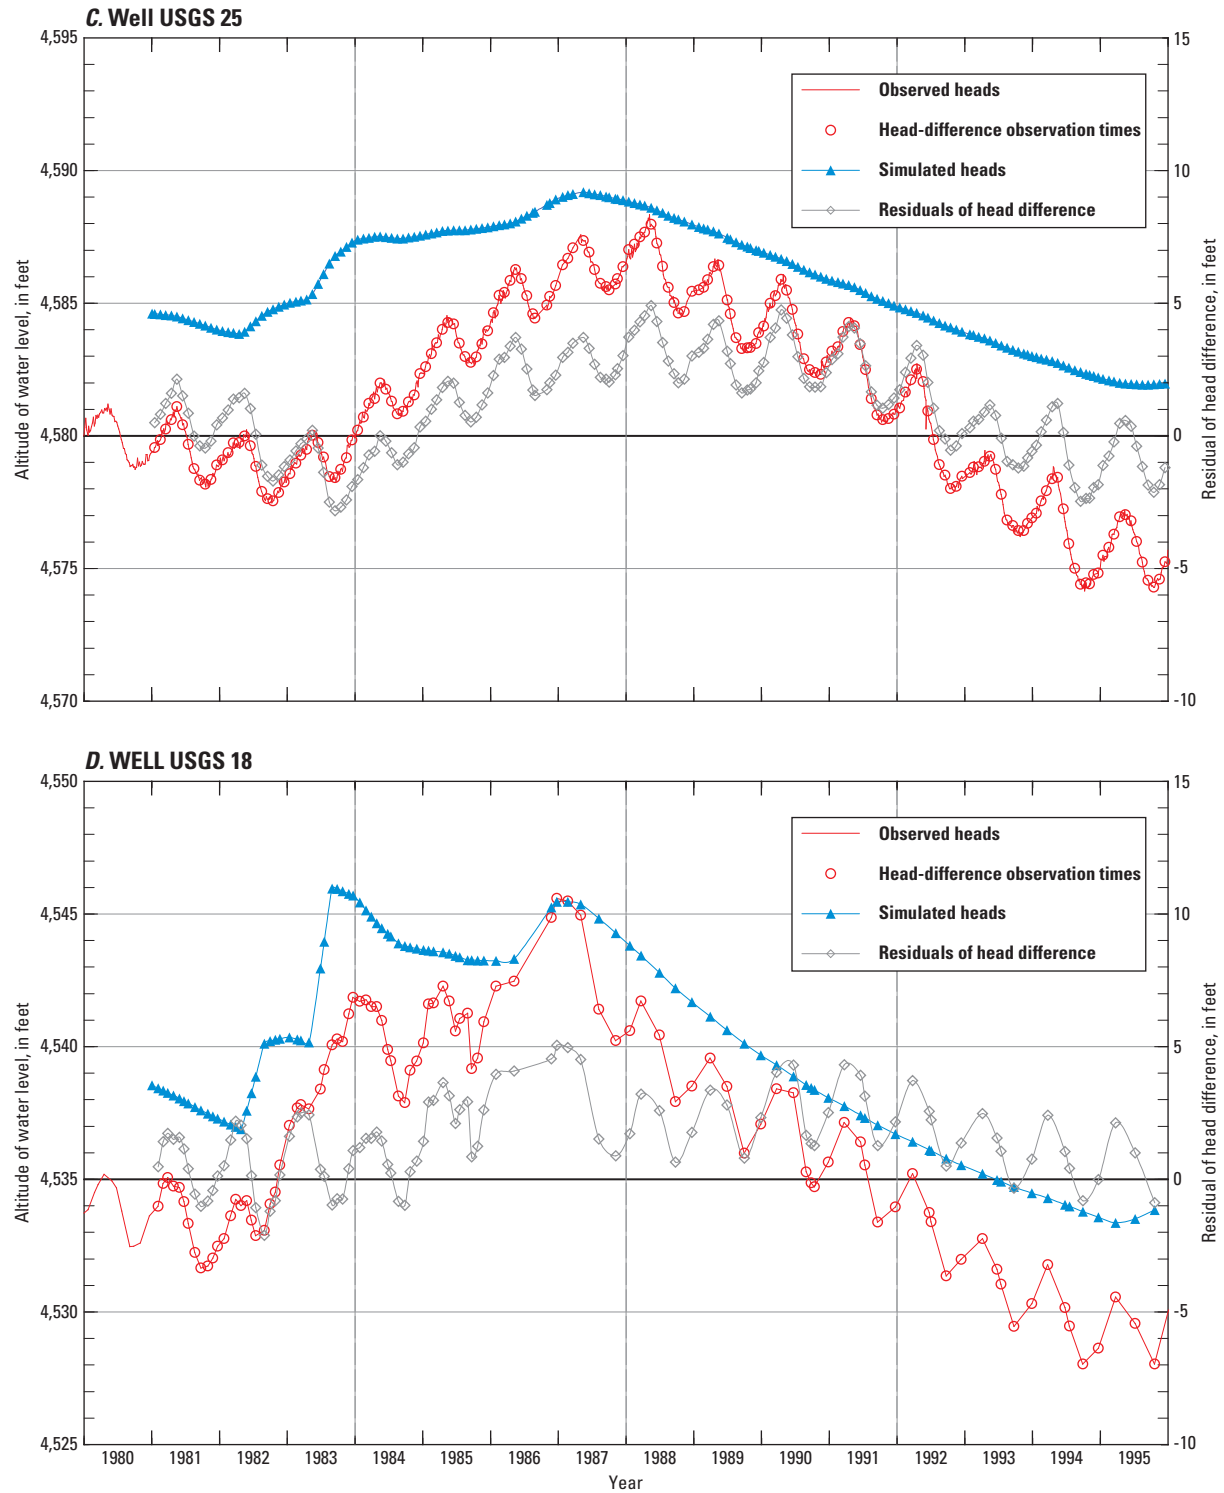 C. Well USGS 25
4,595
4,590
4,585
4,580
4,575
4,570
Altitude of water level, in feet
15
10
5
0
-5
-10
Residual of head difference, in feet
Observed heads
Head-difference observation times
Simulated heads
Residuals of head difference
D. WELL USGS 18
4,550
4,545
4,540
4,535
4,530
4,525
Altitude of water level, in feet
15
10
5
0
-5
-10
Residual of head difference, in feet
Observed heads
Head-difference observation times
Simulated heads
Residuals of head difference
1980 1981 1982 1983 1984 1985 1986 1987 1988 1989 1990 1991 1992 1993 1994 1995
Year